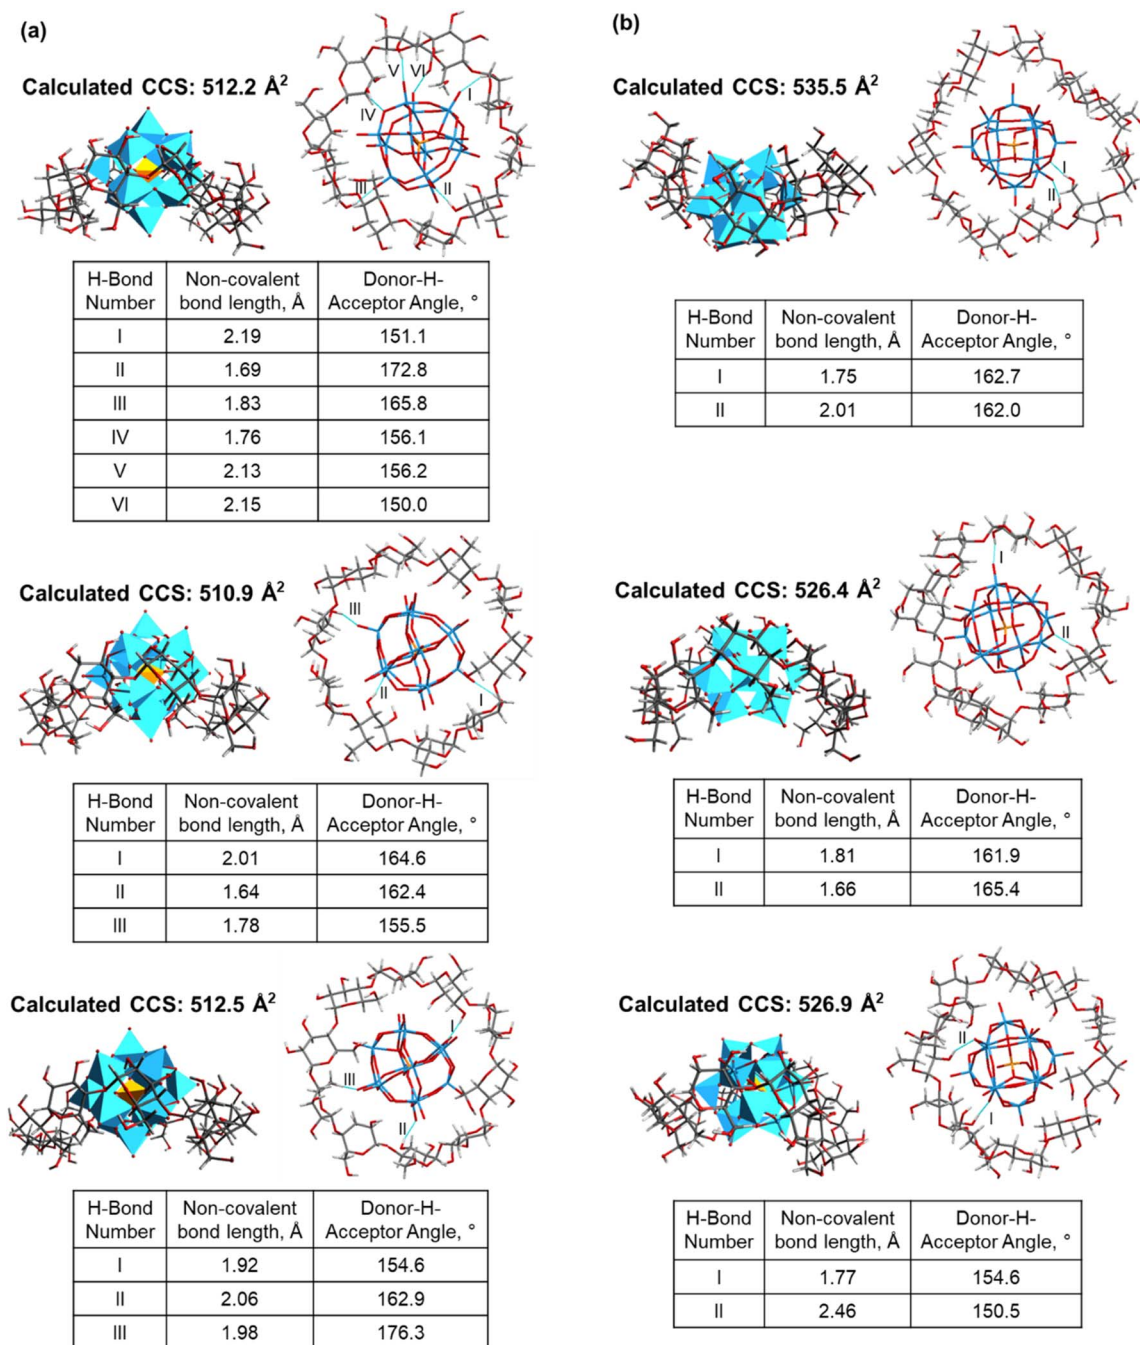 (a)
Calculated CCS: 512.2 Å²
I
II
III
IV
V
VI
H-Bond Number	Non-covalent bond length, Å	Donor-H-Acceptor Angle, °
I	2.19	151.1
II	1.69	172.8
III	1.83	165.8
IV	1.76	156.1
V	2.13	156.2
VI	2.15	150.0
Calculated CCS: 510.9 Å²
III
II
I
H-Bond Number	Non-covalent bond length, Å	Donor-H-Acceptor Angle, °
I	2.01	164.6
II	1.64	162.4
III	1.78	155.5
Calculated CCS: 512.5 Å²
I
III
II
H-Bond Number	Non-covalent bond length, Å	Donor-H-Acceptor Angle, °
I	1.92	154.6
II	2.06	162.9
III	1.98	176.3
(b)
Calculated CCS: 535.5 Å²
I
II
H-Bond Number	Non-covalent bond length, Å	Donor-H-Acceptor Angle, °
I	1.75	162.7
II	2.01	162.0
Calculated CCS: 526.4 Å²
I
II
H-Bond Number	Non-covalent bond length, Å	Donor-H-Acceptor Angle, °
I	1.81	161.9
II	1.66	165.4
Calculated CCS: 526.9 Å²
II
I
H-Bond Number	Non-covalent bond length, Å	Donor-H-Acceptor Angle, °
I	1.77	154.6
II	2.46	150.5